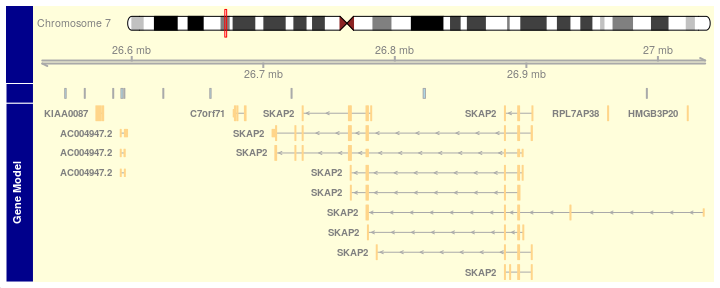 Chromosome 7
26.6 mb 26.8 mb 27 mb
26.7 mb 26.9 mb
KIAA0087 C7orf71 SKAP2 SKAP2 RPL7AP38 HMGB3P20
AC004947.2 SKAP2
AC004947.2 SKAP2
AC004947.2 SKAP2
SKAP2
SKAP2
SKAP2
SKAP2
SKAP2
Gene Model